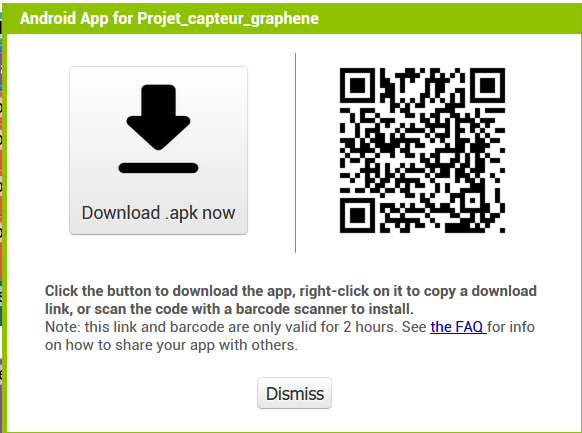 Android App for Projet_capteur_graphene
Download .apk now
Click the button to download the app, right-click on it to copy a download
link, or scan the code with a barcode scanner to install.
Note: this link and barcode are only valid for 2 hours. See the FAQ for info
on how to share your app with others.
Dismiss